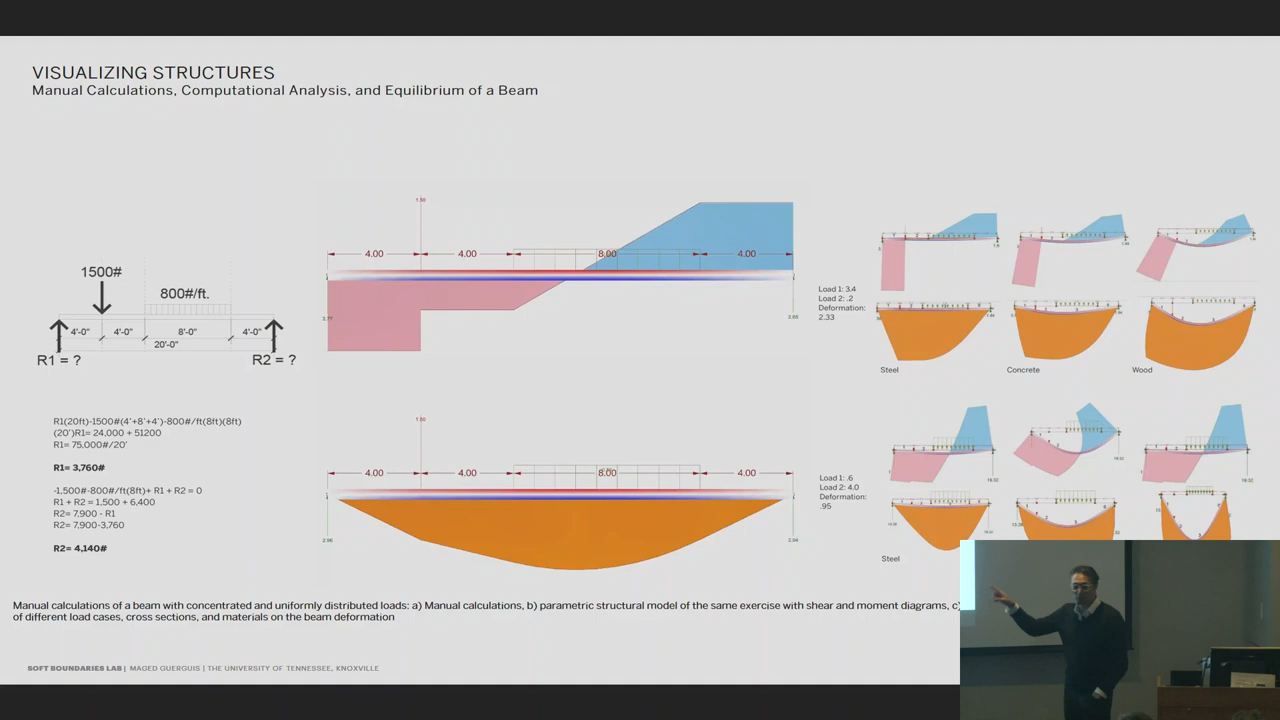 VISUALIZING STRUCTURES
Manual Calculations, Computational Analysis, and Equilibrium of a Beam
1500#
800#/ft.
4'-0" 4'-0" 8'-0" 4'-0"
20'-0"
R1 = ? R2 = ?
R1(20ft)-1500#(4'+8'+4')-800#/ft(8ft)(8ft)
(20')R1= 24,000 + 51200
R1= 75,000#/20'
R1= 3,760#
-1,500#-800#/ft(8ft)+ R1 + R2 = 0
R1 + R2 = 1,500 + 6,400
R2= 7,900 - R1
R2= 7,900-3,760
R2= 4,140#
4.00 4.00 8.00 4.00
4.00 4.00 8.00 4.00
Load 1: 3.4
Load 2: .2
Deformation:
2.33
Steel Concrete Wood
Load 1: .6
Load 2: 4.0
Deformation:
.95
Steel
Manual calculations of a beam with concentrated and uniformly distributed loads: a) Manual calculations, b) parametric structural model of the same exercise with shear and moment diagrams, c)
of different load cases, cross sections, and materials on the beam deformation
SOFT BOUNDARIES LAB | MAGED GUERGUIS | THE UNIVERSITY OF TENNESSEE, KNOXVILLE